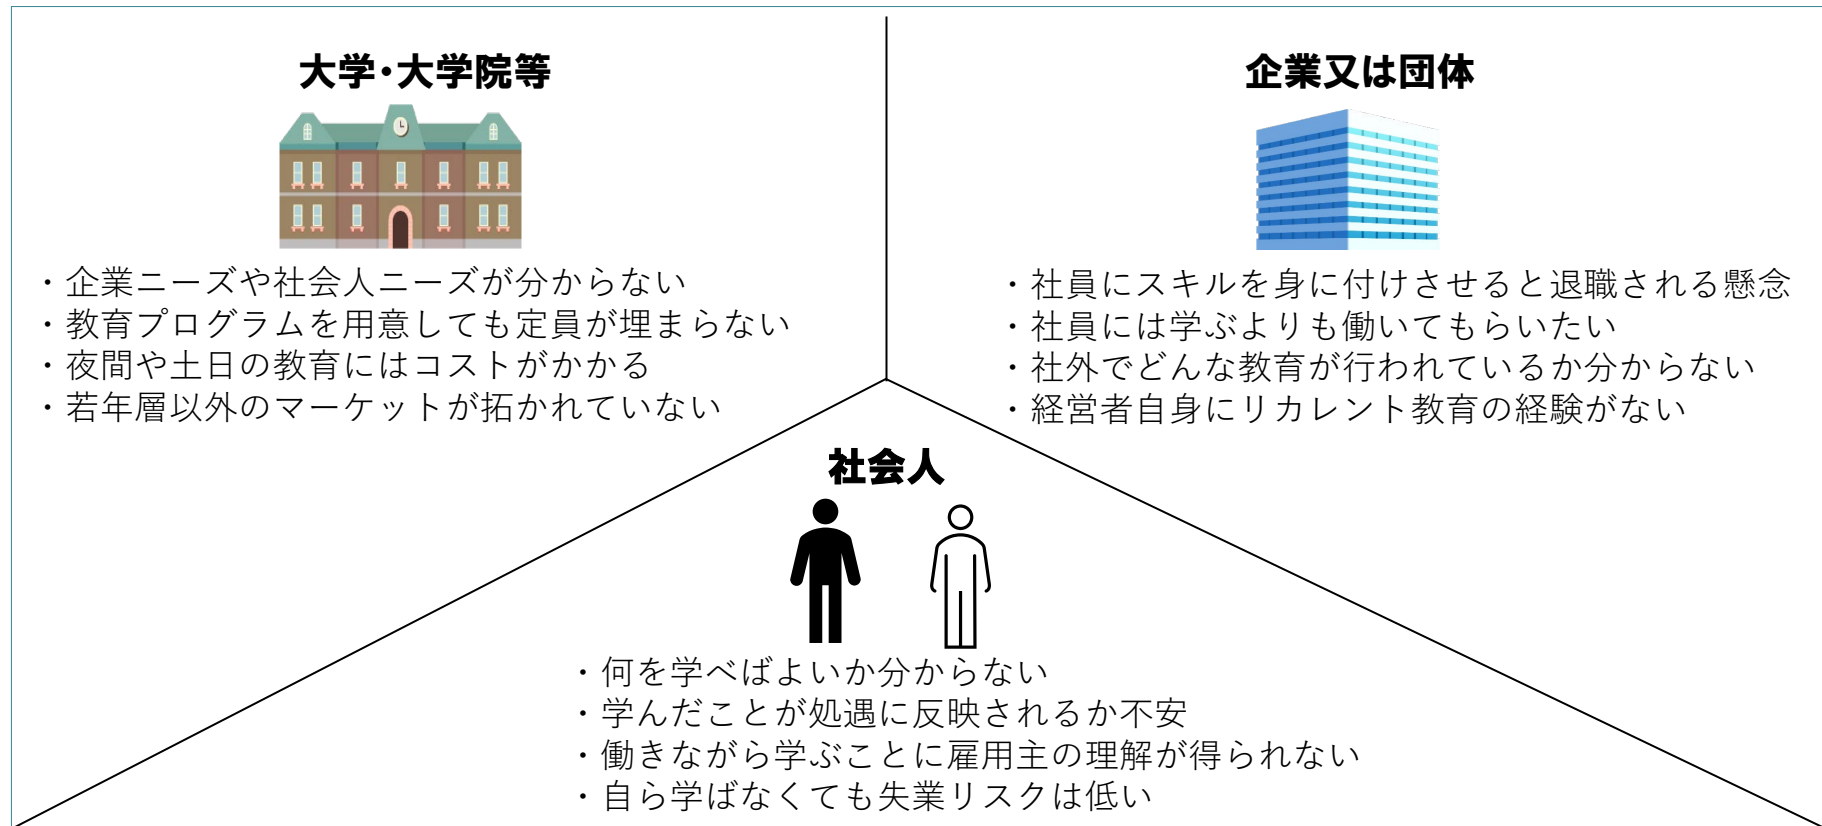 大学・大学院等
・企業ニーズや社会人ニーズが分からない
・教育プログラムを用意しても定員が埋まらない
・夜間や土日の教育にはコストがかかる
・若年層以外のマーケットが拓かれていない
企業又は団体
・社員にスキルを身に付けさせると退職される懸念
・社員には学ぶよりも働いてもらいたい
・社外でどんな教育が行われているか分からない
・経営者自身にリカレント教育の経験がない
社会人
・何を学べばよいか分からない
・学んだことが処遇に反映されるか不安
・働きながら学ぶことに雇用主の理解が得られない
・自ら学ばなくても失業リスクは低い